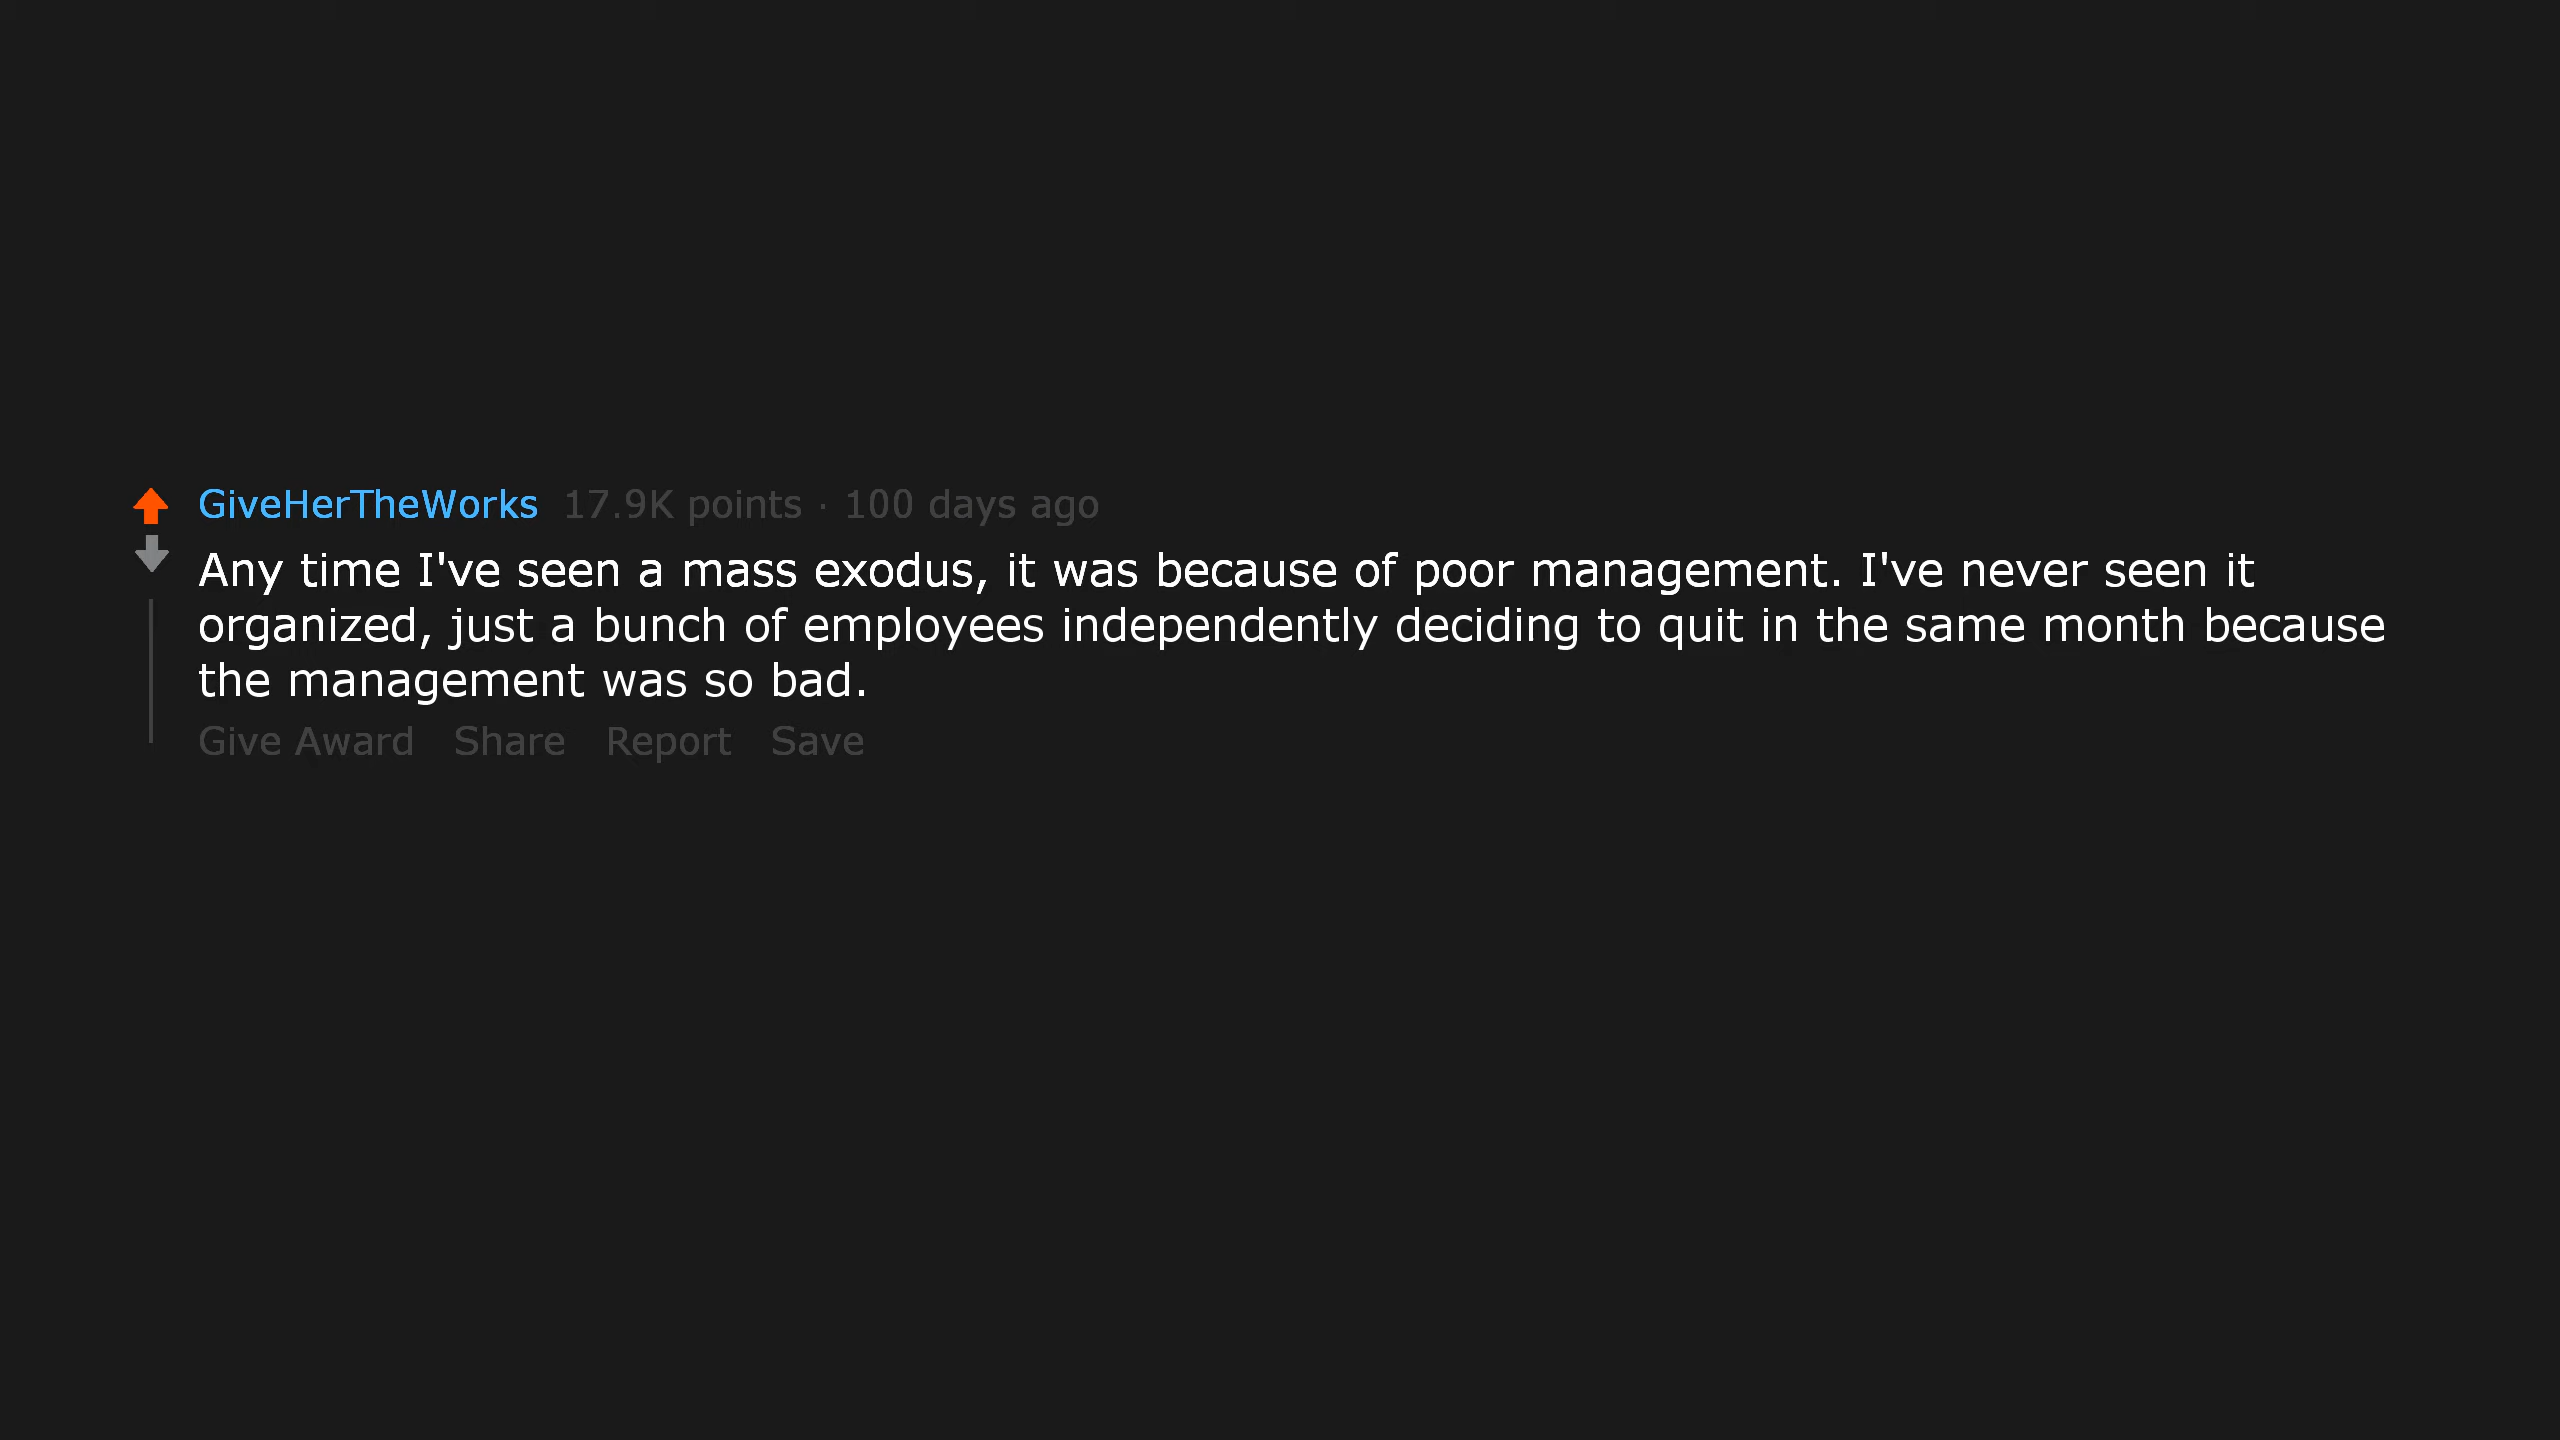 GiveHerTheWorks 17.9K points · 100 days ago
Any time I've seen a mass exodus, it was because of poor management. I've never seen it
organized, just a bunch of employees independently deciding to quit in the same month because
the management was so bad.
Give Award Share Report Save